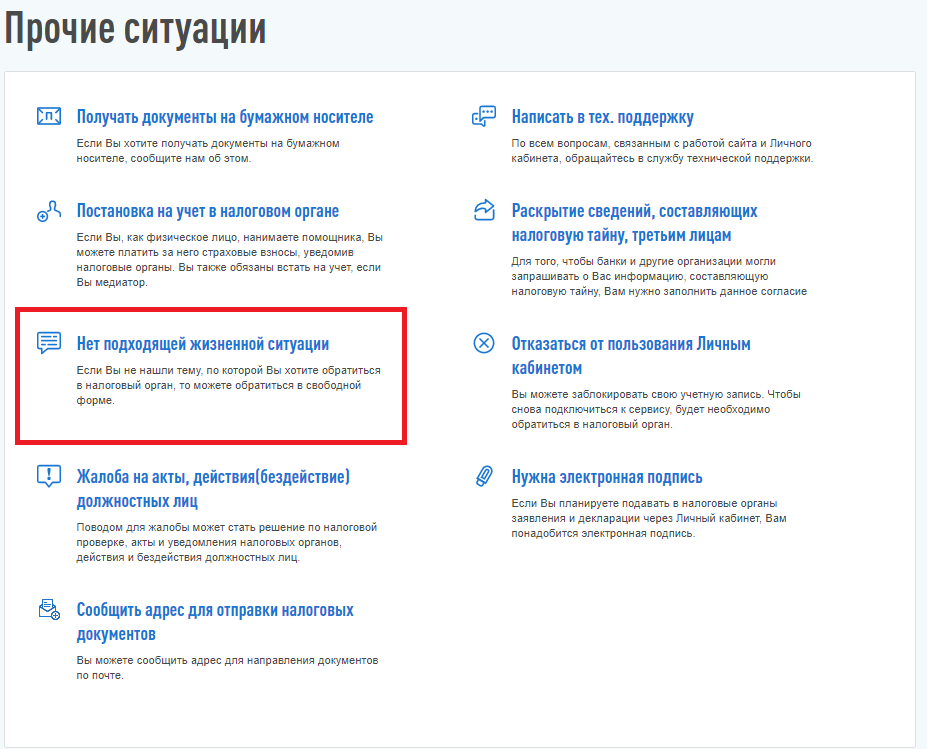 Прочие ситуации
Получать документы на бумажном носителе
Если Вы хотите получать документы на бумажном
носителе, сообщите нам об этом.
Написать в тех. поддержку
По всем вопросам, связанным с работой сайта и Личного
кабинета, обращайтесь в службу технической поддержки.
Постановка на учет в налоговом органе
Если Вы, как физическое лицо, нанимаете помощника, Вы
можете платить за него страховые взносы, уведомив
налоговые органы. Вы также обязаны встать на учет, если
Вы медиатор.
Раскрытие сведений, составляющих
налоговую тайну, третьим лицам
Для того, чтобы банки и другие организации могли
запрашивать о Вас информацию, составляющую
налоговую тайну, Вам нужно заполнить данное согласие
Нет подходящей жизненной ситуации
Если Вы не нашли тему, по которой Вы хотите обратиться
в налоговый орган, то можете обратиться в свободной
форме.
Отказаться от пользования Личным
кабинетом
Вы можете заблокировать свою учетную запись. Чтобы
снова подключиться к сервису, будет необходимо
обратиться в налоговый орган.
Жалоба на акты, действия(бездействие)
должностных лиц
Поводом для жалобы может стать решение по налоговой
проверке, акты и уведомления налоговых органов,
действия и бездействия должностных лиц.
Нужна электронная подпись
Если Вы планируете подавать в налоговые органы
заявления и декларации через Личный кабинет, Вам
понадобится электронная подпись.
Сообщить адрес для отправки налоговых
документов
Вы можете сообщить адрес для направления документов
по почте.